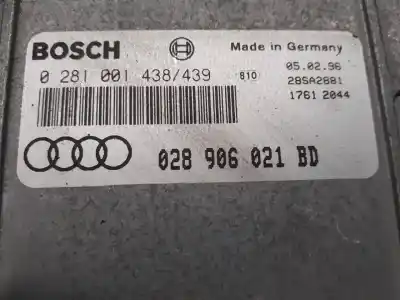 BOSCH Made in Germany
0 281 001 438/439 S10 05.02.96
28SA2881
1761 2044
028 906 021 BD